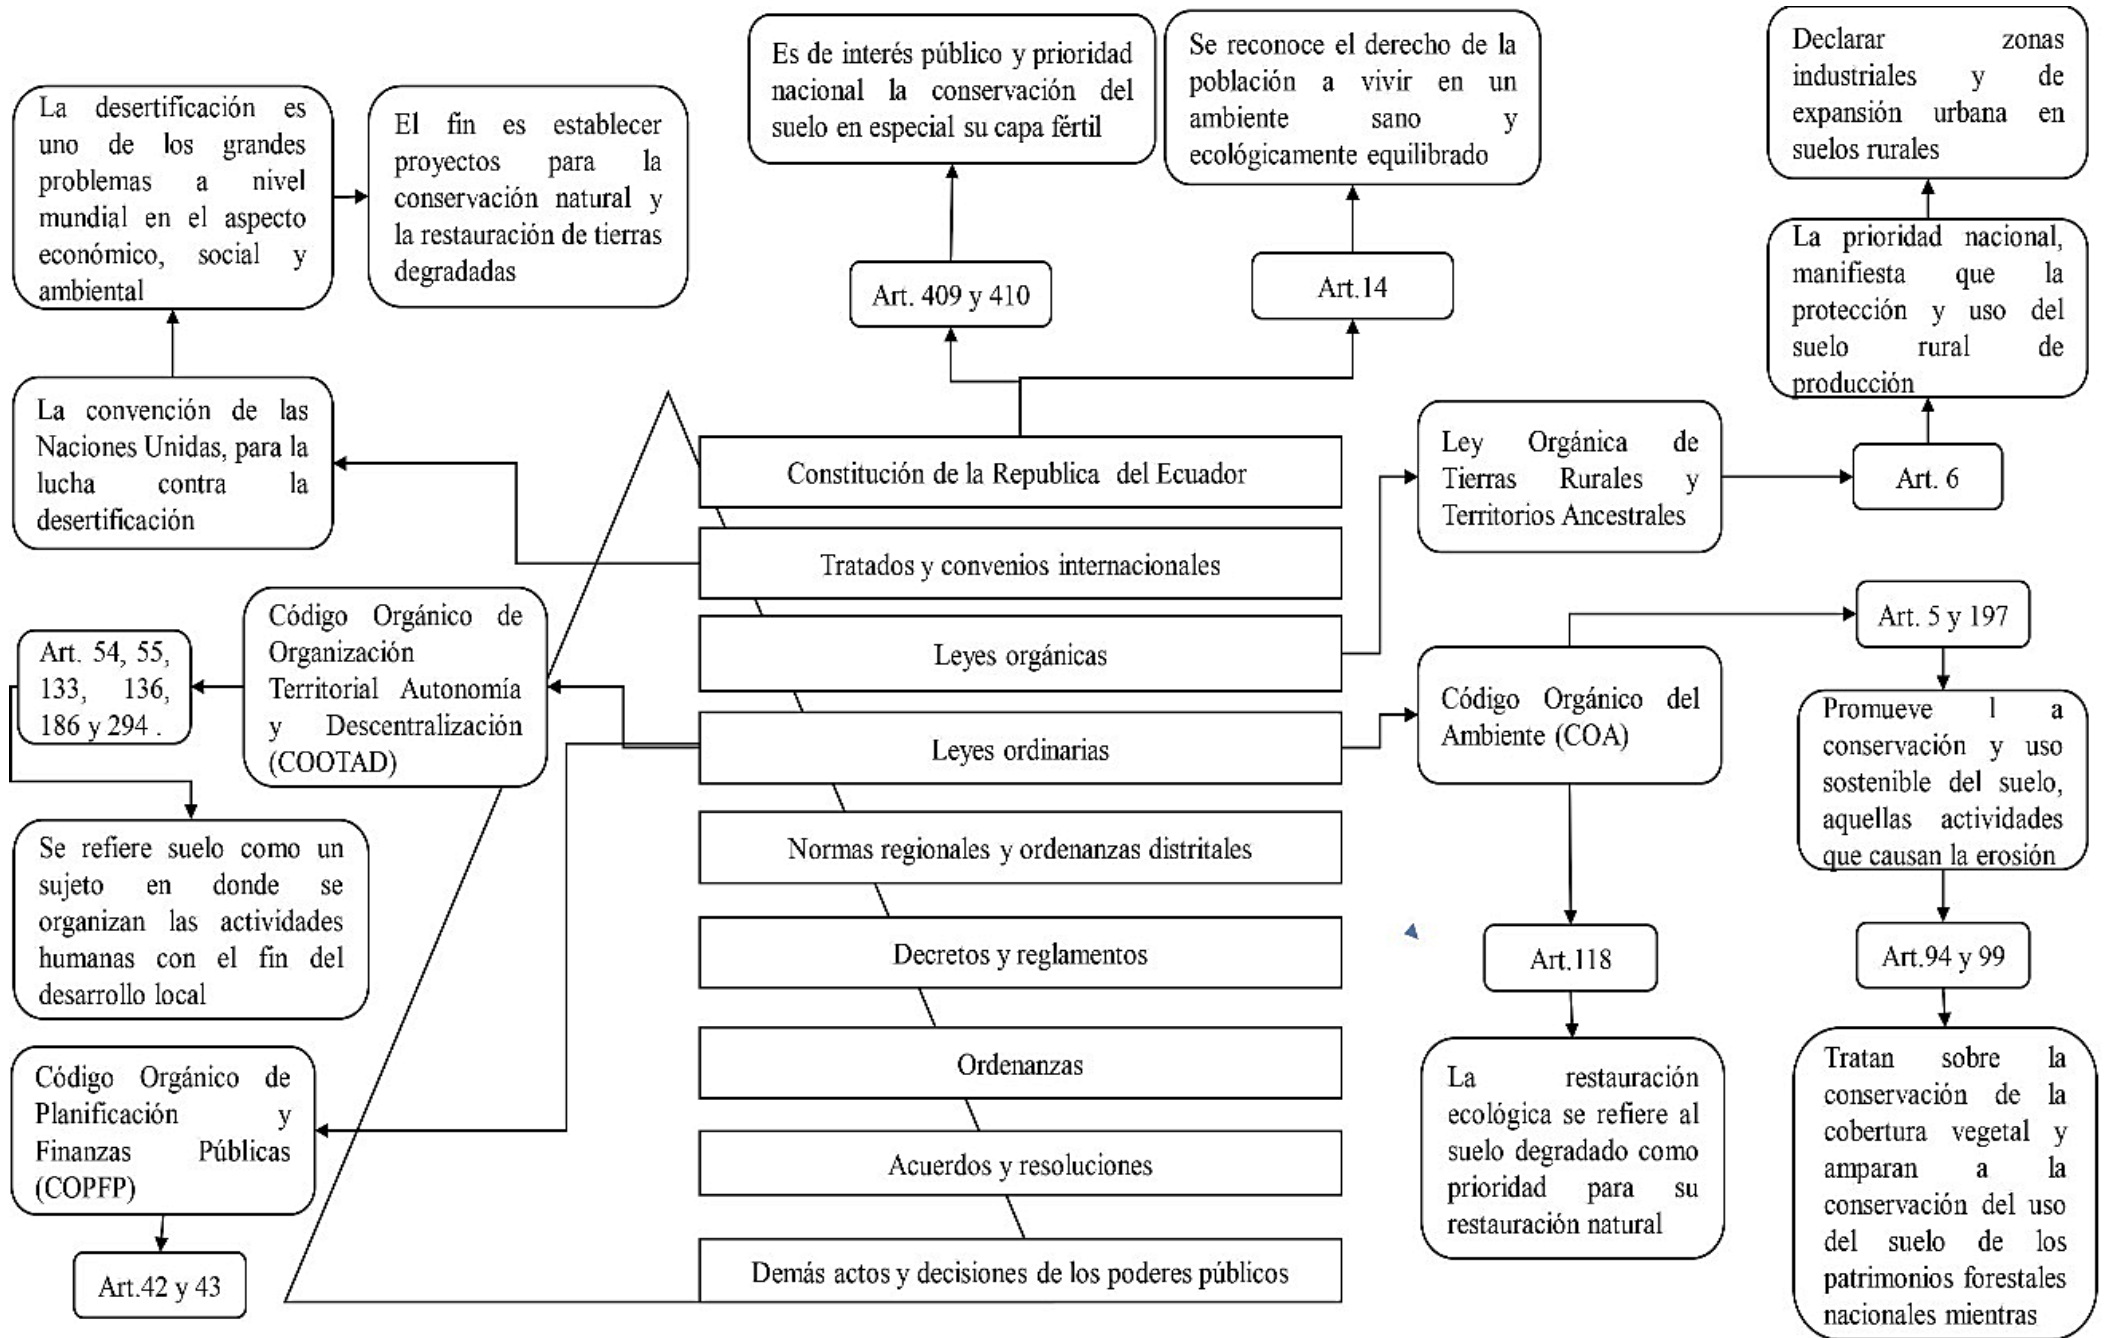 Es de interés público y prioridad
nacional la conservación del
suelo en especial su capa fértil
Se reconoce el derecho de la
población a vivir en un
ambiente sano y
ecológicamente equilibrado
Declarar zonas
industriales y de
expansión urbana en
suelos rurales
La desertificación es
uno de los grandes
problemas a nivel
mundial en el aspecto
económico, social y
ambiental
El fin es establecer
proyectos para la
conservación natural y
la restauración de tierras
degradadas
Art. 409 y 410
Art.14
La prioridad nacional,
manifiesta que la
protección y uso del
suelo rural de
producción
La convención de las
Naciones Unidas, para la
lucha contra la
desertificación
Constitución de la Republica del Ecuador
Ley Orgánica de
Tierras Rurales y
Territorios Ancestrales
Art. 6
Tratados y convenios internacionales
Art. 54, 55,
133, 136,
186 y 294 .
Código Orgánico de
Organización
Territorial Autonomía
y Descentralización
(COOTAD)
Leyes orgánicas
Art. 5 y 197
Leyes ordinarias
Código Orgánico del
Ambiente (COA)
Promueve l a
conservación y uso
sostenible del suelo,
aquellas actividades
que causan la erosión
Se refiere suelo como un
sujeto en donde se
organizan las actividades
humanas con el fin del
desarrollo local
Normas regionales y ordenanzas distritales
Decretos y reglamentos
Art.118
Art.94 y 99
Código Orgánico de
Planificación y
Finanzas Públicas
(COPFP)
Ordenanzas
La restauración
ecológica se refiere al
suelo degradado como
prioridad para su
restauración natural
Tratan sobre la
conservación de la
cobertura vegetal y
amparan a la
conservación del uso
del suelo de los
patrimonios forestales
nacionales mientras
Acuerdos y resoluciones
Art.42 y 43
Demás actos y decisiones de los poderes públicos